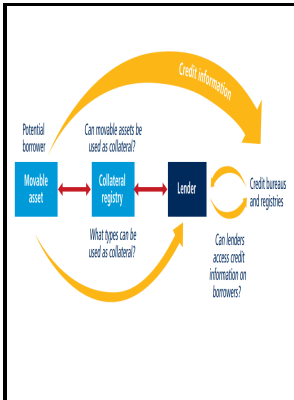 Credit information
Potential
borrower
Can movable assets be
used as collateral?
Movable
asset
Collateral
registry
Lender
Credit bureaus
and registries
What types can be
used as collateral?
Can lenders
access credit
information on
borrowers?